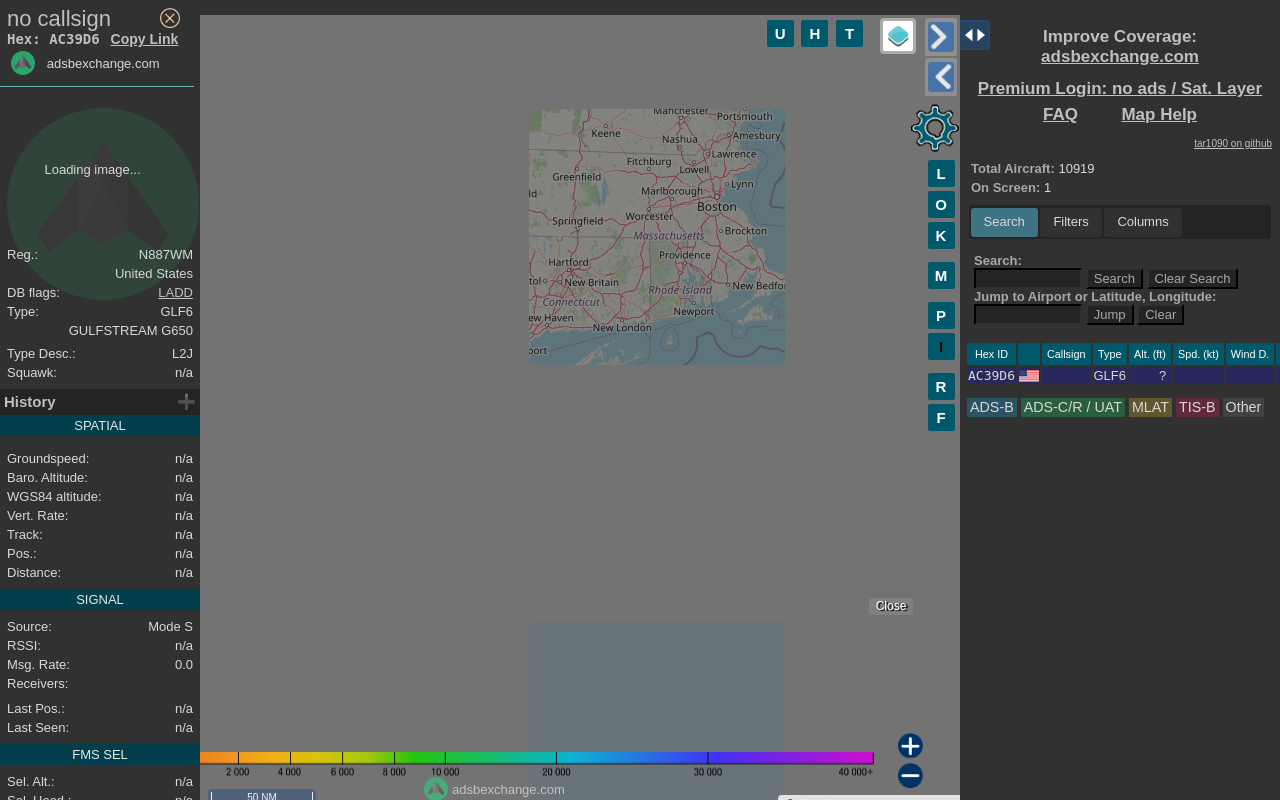 no callsign
Hex: AC39D6 Copy Link
adsbexchange.com
Loading image...
Reg.: N887WM
United States
DB flags: LADD
Type: GLF6
GULFSTREAM G650
Type Desc.: L2J
Squawk: n/a
History
SPATIAL
Groundspeed: n/a
Baro. Altitude: n/a
WGS84 altitude: n/a
Vert. Rate: n/a
Track: n/a
Pos.: n/a
Distance: n/a
SIGNAL
Source: Mode S
RSSI: n/a
Msg. Rate: 0.0
Receivers:
Last Pos.: n/a
Last Seen: n/a
FMS SEL
Sel. Alt.: n/a
Sel. Head.: n/a
U H T
L
O
K
M
P
I
R
F
Manchester
Portsmouth
Keene
Nashua
Amesbury
Fitchburg
Lawrence
Lowell
Greenfield
Lynn
Marlborough
ld
Boston
Worcester
Springfield
Brockton
Massachusetts
Providence
Hartford
tol
New Britain
New Bedfo
Rhode Island
Connecticut
Newport
ew Haven
New London
port
Close
2 000 4 000 6 000 8 000 10 000 20 000 30 000 40 000+
adsbexchange.com
50 NM
Improve Coverage:
adsbexchange.com
Premium Login: no ads / Sat. Layer
FAQ Map Help
tar1090 on github
Total Aircraft: 10919
On Screen: 1
Search Filters Columns
Search:
Search Clear Search
Jump to Airport or Latitude, Longitude:
Jump Clear
Hex ID Callsign Type Alt. (ft) Spd. (kt) Wind D.
AC39D6 GLF6 ?
ADS-B ADS-C/R / UAT MLAT TIS-B Other